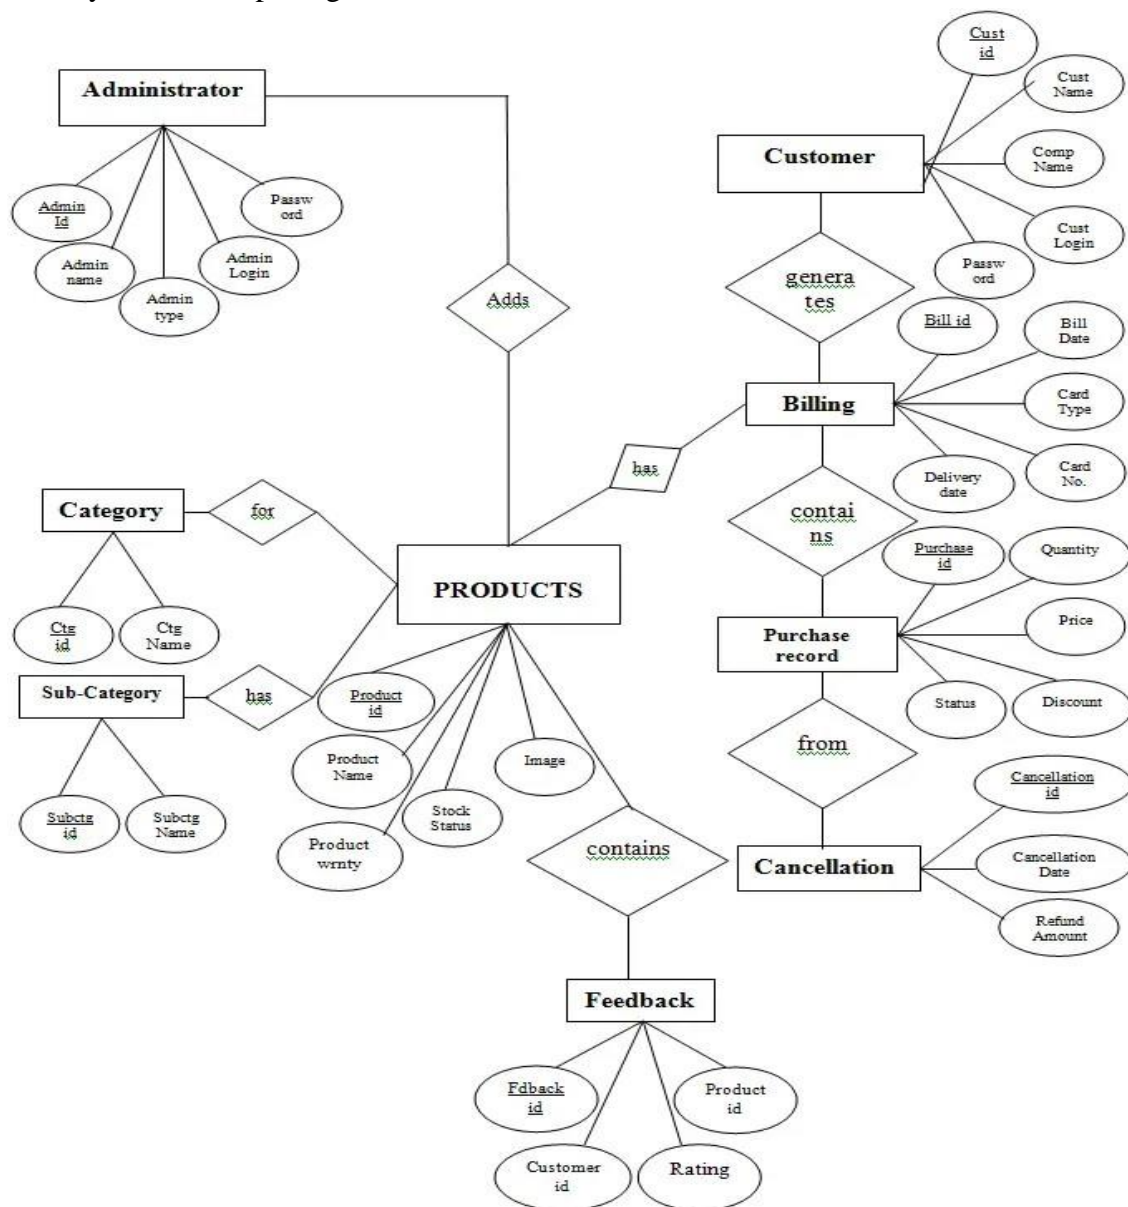 Administrator
Admin
Id
Admin
name
Admin
type
Admin
Login
Passw
ord
Adds
Cust
id
Cust
Name
Customer
Comp
Name
Cust
Login
Passw
ord
genera
tes
Bill id
Bill
Date
Billing
Card
Type
Card
No.
Delivery
date
has
contai
ns
Category
for
Ctg
id
Ctg
Name
PRODUCTS
Purchase
id
Quantity
Purchase
record
Price
Status
Discount
Sub-Category
has
Subctg
id
Subctg
Name
Product
id
Product
Name
Product
wrnty
Stock
Status
Image
from
Cancellation
id
Cancellation
Cancellation
Date
Refund
Amount
contains
Feedback
Fdback
id
Customer
id
Rating
Product
id